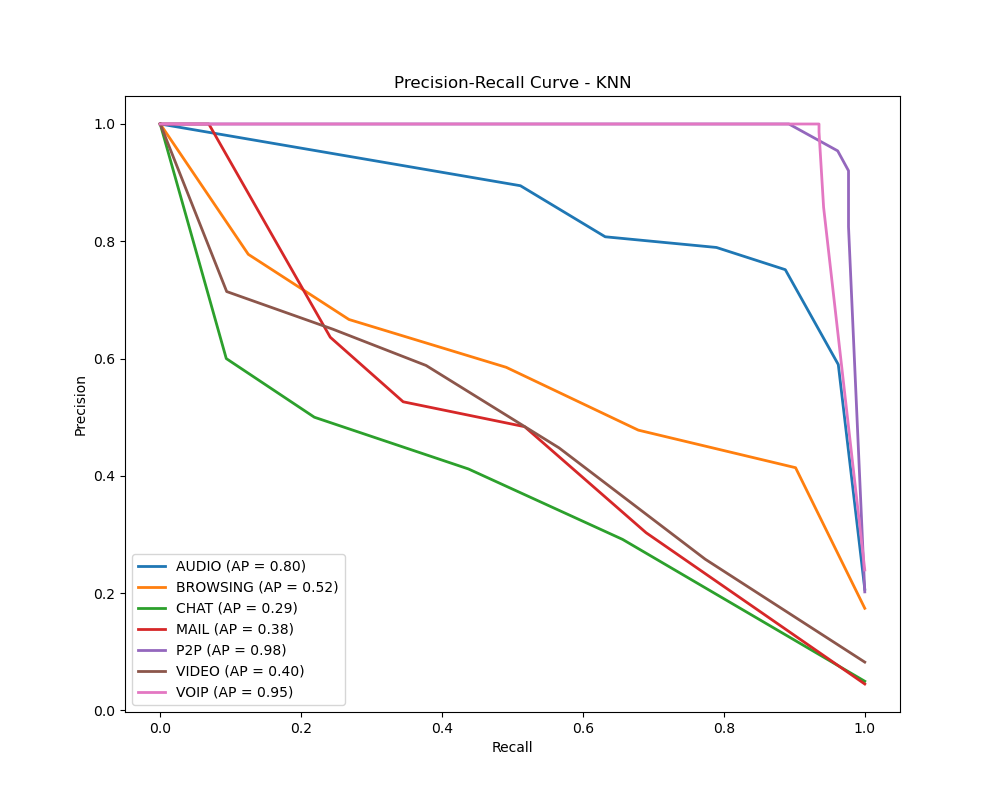 Precision-Recall Curve - KNN
1.0
0.8
0.6
0.4
0.2
0.0
Precision
AUDIO (AP = 0.80)
BROWSING (AP = 0.52)
CHAT (AP = 0.29)
MAIL (AP = 0.38)
P2P (AP = 0.98)
VIDEO (AP = 0.40)
VOIP (AP = 0.95)
0.0 0.2 0.4 0.6 0.8 1.0
Recall